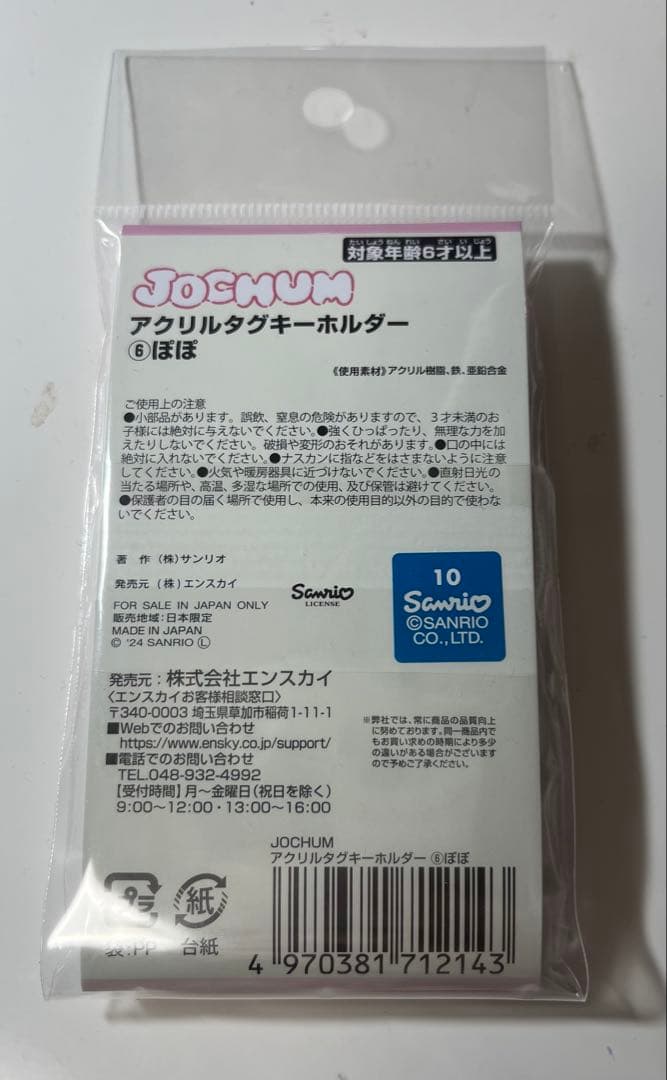 たいしょうねんれい さいいじょう
対象年齢6才以上
JOCHUM
アクリルタグキーホルダー
⑥ぽぽ
《使用素材》アクリル樹脂、鉄、亜鉛合金
ご使用上の注意
●小部品があります。誤飲、窒息の危険がありますので、3才未満のお
子様には絶対に与えないでください。●強くひっぱったり、無理な力を加
えたりしないでください。破損や変形のおそれがあります。●口の中には
絶対に入れないでください。●ナスカンに指などをはさまないように注意
してください。●火気や暖房器具に近づけないでください。●直射日光の
当たる場所や、高温、多湿な場所での使用、及び保管は避けてください。
●保護者の目の届く場所で使用し、本来の使用目的以外の目的で使わな
いでください。
著 作 (株)サンリオ
発売元 (株)エンスカイ
FOR SALE IN JAPAN ONLY
販売地域:日本限定
MADE IN JAPAN
© '24 SANRIO Ⓛ
Sanrio
LICENSE
10
Sanrio
©SANRIO
CO.,LTD.
発売元:株式会社エンスカイ
〈エンスカイお客様相談窓口〉
〒340-0003 埼玉県草加市稲荷1-11-1
■Webでのお問い合わせ
https://www.ensky.co.jp/support/
■電話でのお問い合わせ
TEL.048-932-4992
【受付時間】月〜金曜日(祝日を除く)
9:00〜12:00・13:00〜16:00
※弊社では、常に商品の品質向上
に努めております。同一商品内で
もお買い求めの時期により多少
の違いがある場合がございます
ので予めご了承ください。
JOCHUM
アクリルタグキーホルダー ⑥ぽぽ
プラ
袋:PP
紙
台紙
4 970381 712143